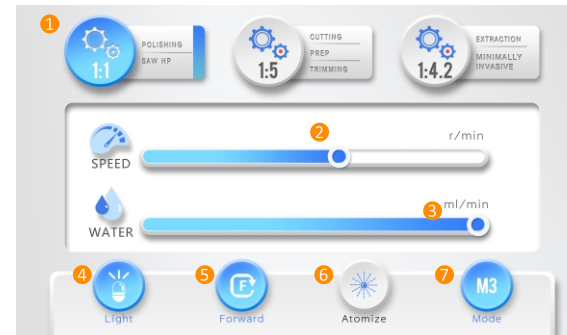 1
1:1
POLISHING
SAW HP
1:5
CUTTING
PREP
TRIMMING
1:4.2
EXTRACTION
MINIMALLY
INVASIVE
2
r/min
SPEED
3
ml/min
WATER
4
Light
5
F
Forward
6
Atomize
7
M3
Mode